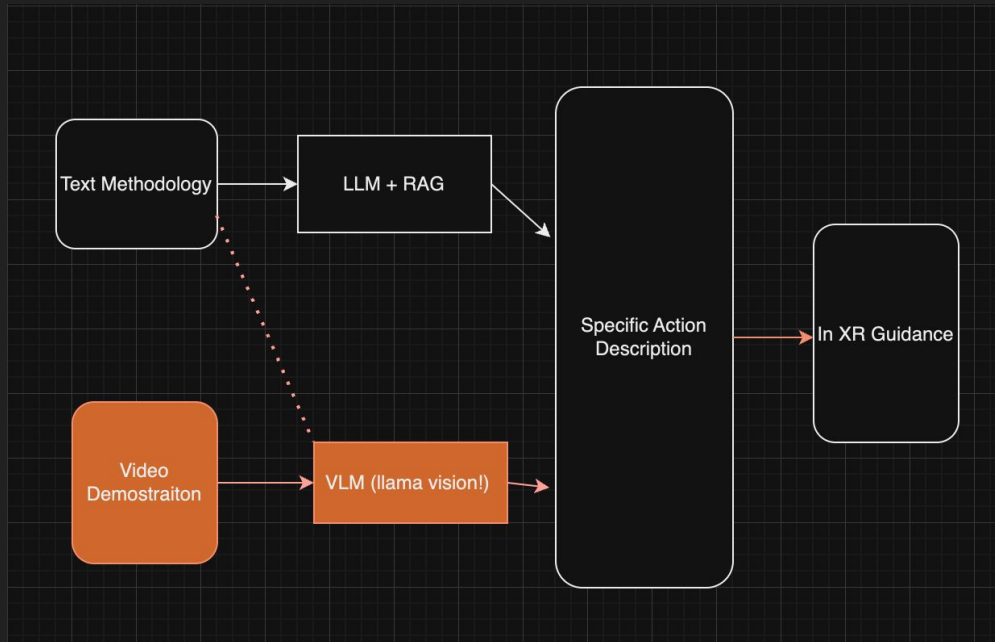 Text Methodology
LLM + RAG
Specific Action
Description
In XR Guidance
Video
Demostraiton
VLM (llama vision!)